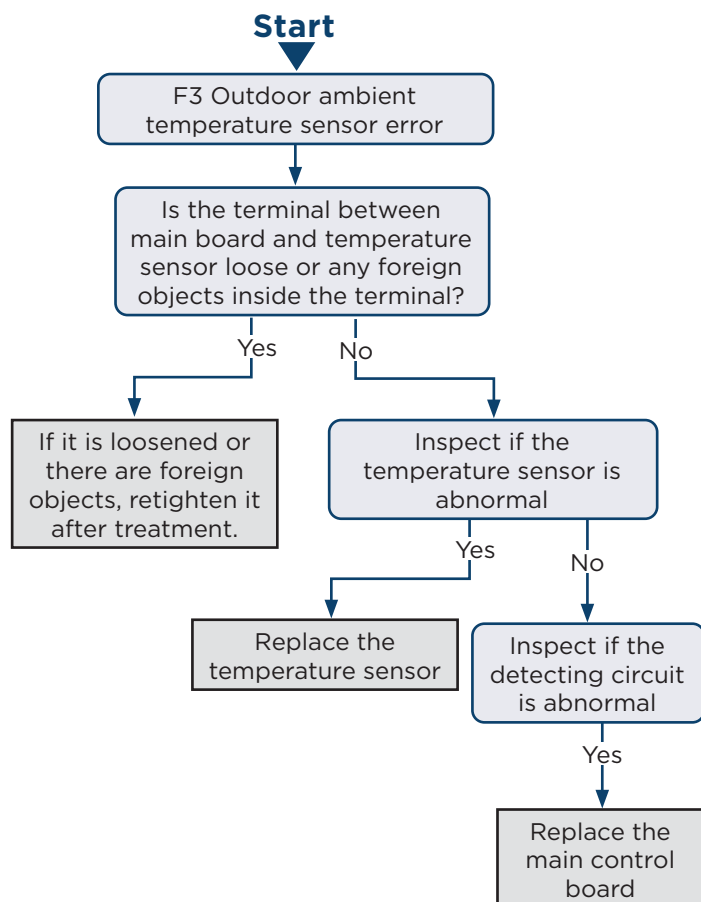 Start
F3 Outdoor ambient
temperature sensor error
Is the terminal between
main board and temperature
sensor loose or any foreign
objects inside the terminal?
Yes
No
If it is loosened or
there are foreign
objects, retighten it
after treatment.
Inspect if the
temperature sensor is
abnormal
Yes
No
Replace the
temperature sensor
Inspect if the
detecting circuit
is abnormal
Yes
Replace the
main control
board